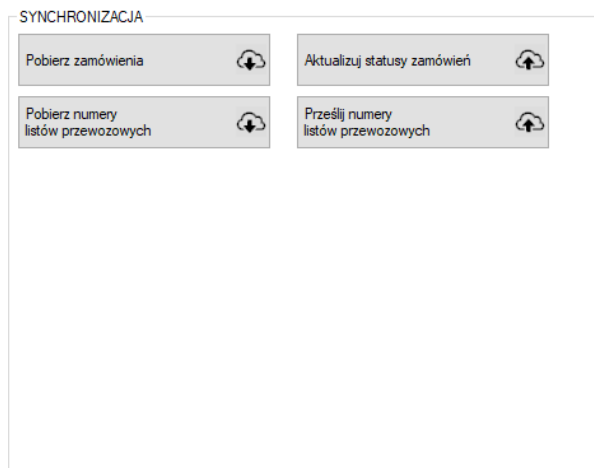 SYNCHRONIZACJA
Pobierz zamówienia
Aktualizuj statusy zamówień
Pobierz numery
listów przewozowych
Prześlij numery
listów przewozowych